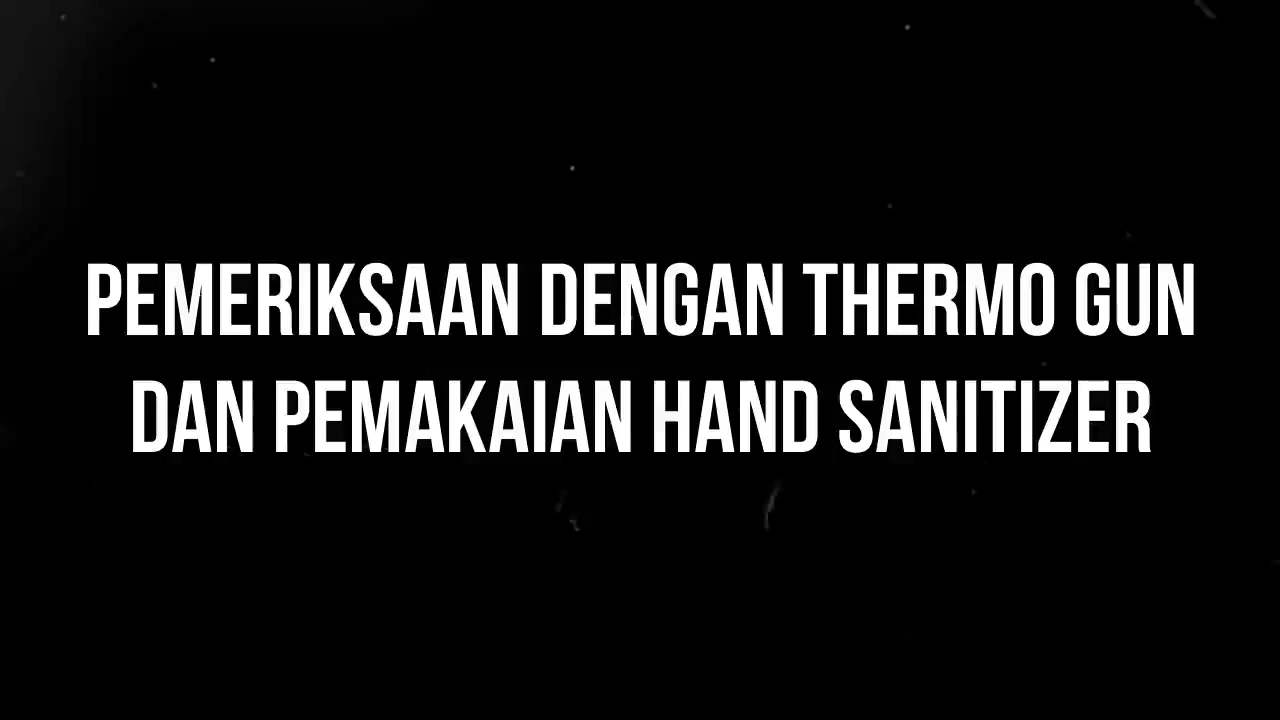 PEMERIKSAAN DENGAN THERMO GUN
DAN PEMAKAIAN HAND SANITIZER